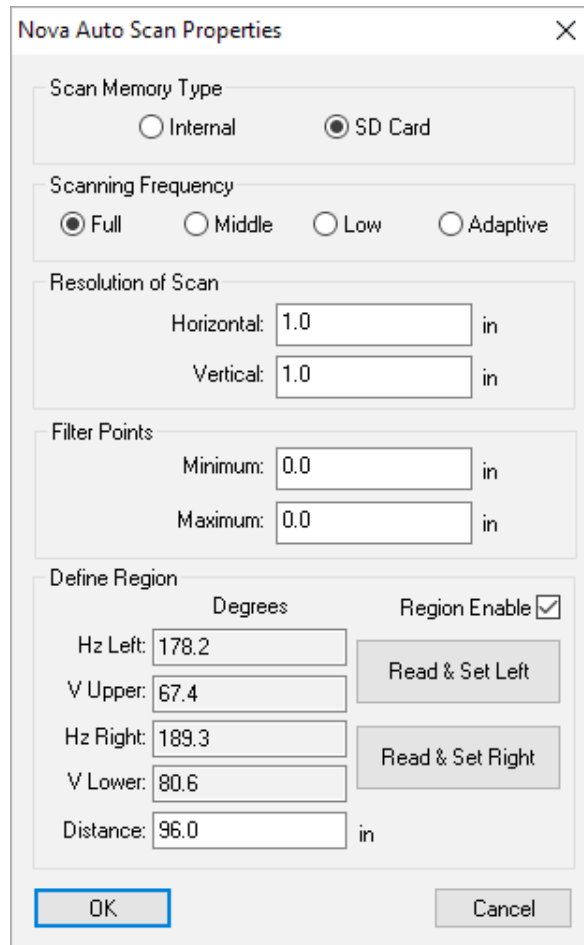 Nova Auto Scan Properties
Scan Memory Type
Internal SD Card
Scanning Frequency
Full Middle Low Adaptive
Resolution of Scan
Horizontal: 1.0 in
Vertical: 1.0 in
Filter Points
Minimum: 0.0 in
Maximum: 0.0 in
Define Region
Degrees Region Enable
Hz Left: 178.2 Read & Set Left
V Upper: 67.4
Hz Right: 189.3 Read & Set Right
V Lower: 80.6
Distance: 96.0 in
OK Cancel